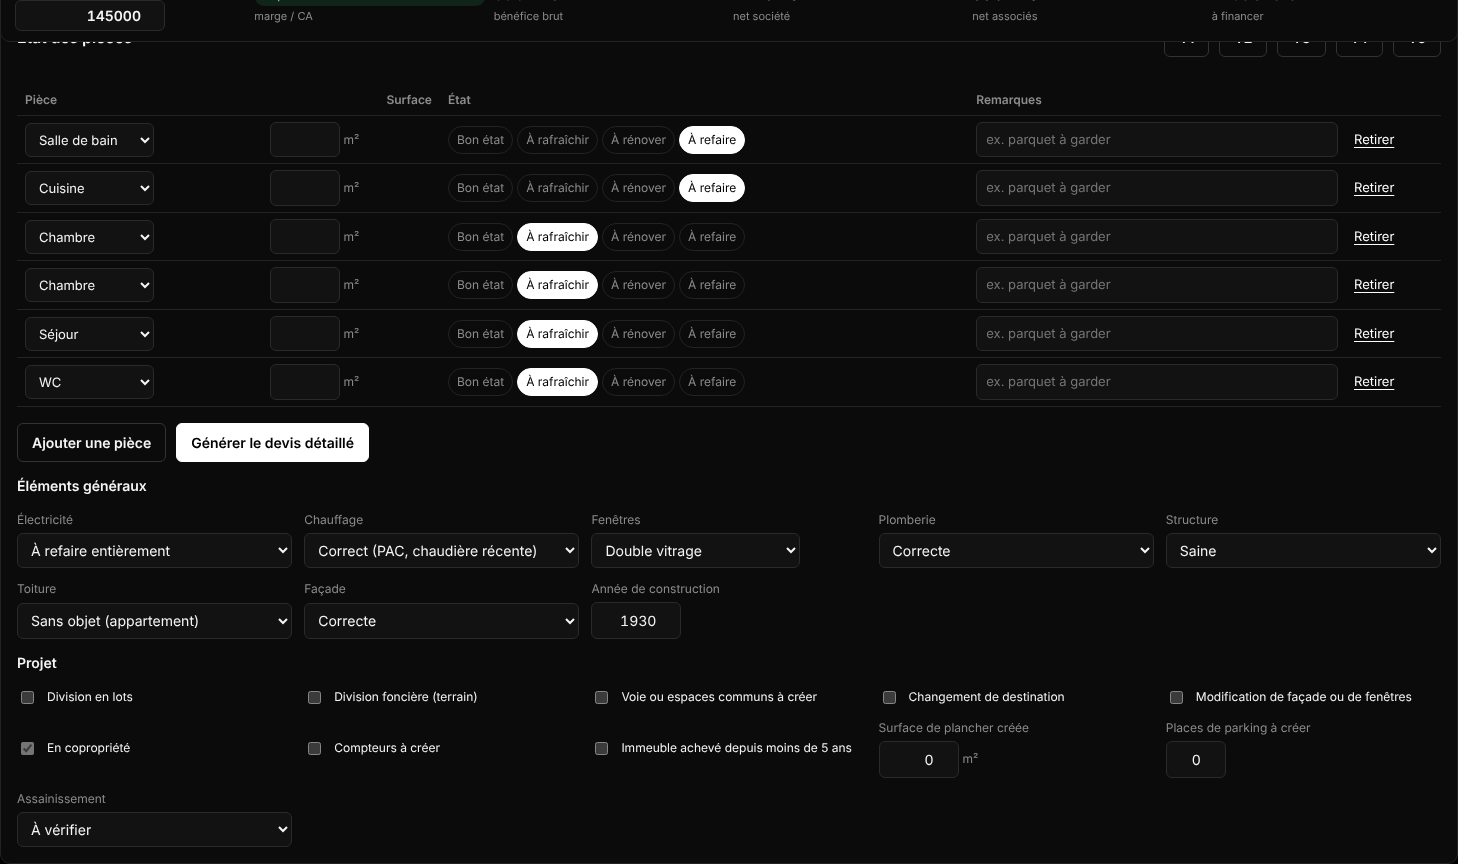 145000
marge / CA
bénéfice brut
net société
net associés
à financer
Pièce Surface État Remarques
Salle de bain m² Bon état À rafraîchir À rénover À refaire ex. parquet à garder Retirer
Cuisine m² Bon état À rafraîchir À rénover À refaire ex. parquet à garder Retirer
Chambre m² Bon état À rafraîchir À rénover À refaire ex. parquet à garder Retirer
Chambre m² Bon état À rafraîchir À rénover À refaire ex. parquet à garder Retirer
Séjour m² Bon état À rafraîchir À rénover À refaire ex. parquet à garder Retirer
WC m² Bon état À rafraîchir À rénover À refaire ex. parquet à garder Retirer
Ajouter une pièce Générer le devis détaillé
Éléments généraux
Électricité Chauffage Fenêtres Plomberie Structure
À refaire entièrement Correct (PAC, chaudière récente) Double vitrage Correcte Saine
Toiture Façade Année de construction
Sans objet (appartement) Correcte 1930
Projet
Division en lots Division foncière (terrain) Voie ou espaces communs à créer Changement de destination Modification de façade ou de fenêtres
Surface de plancher créée Places de parking à créer
En copropriété Compteurs à créer Immeuble achevé depuis moins de 5 ans 0 m² 0
Assainissement
À vérifier